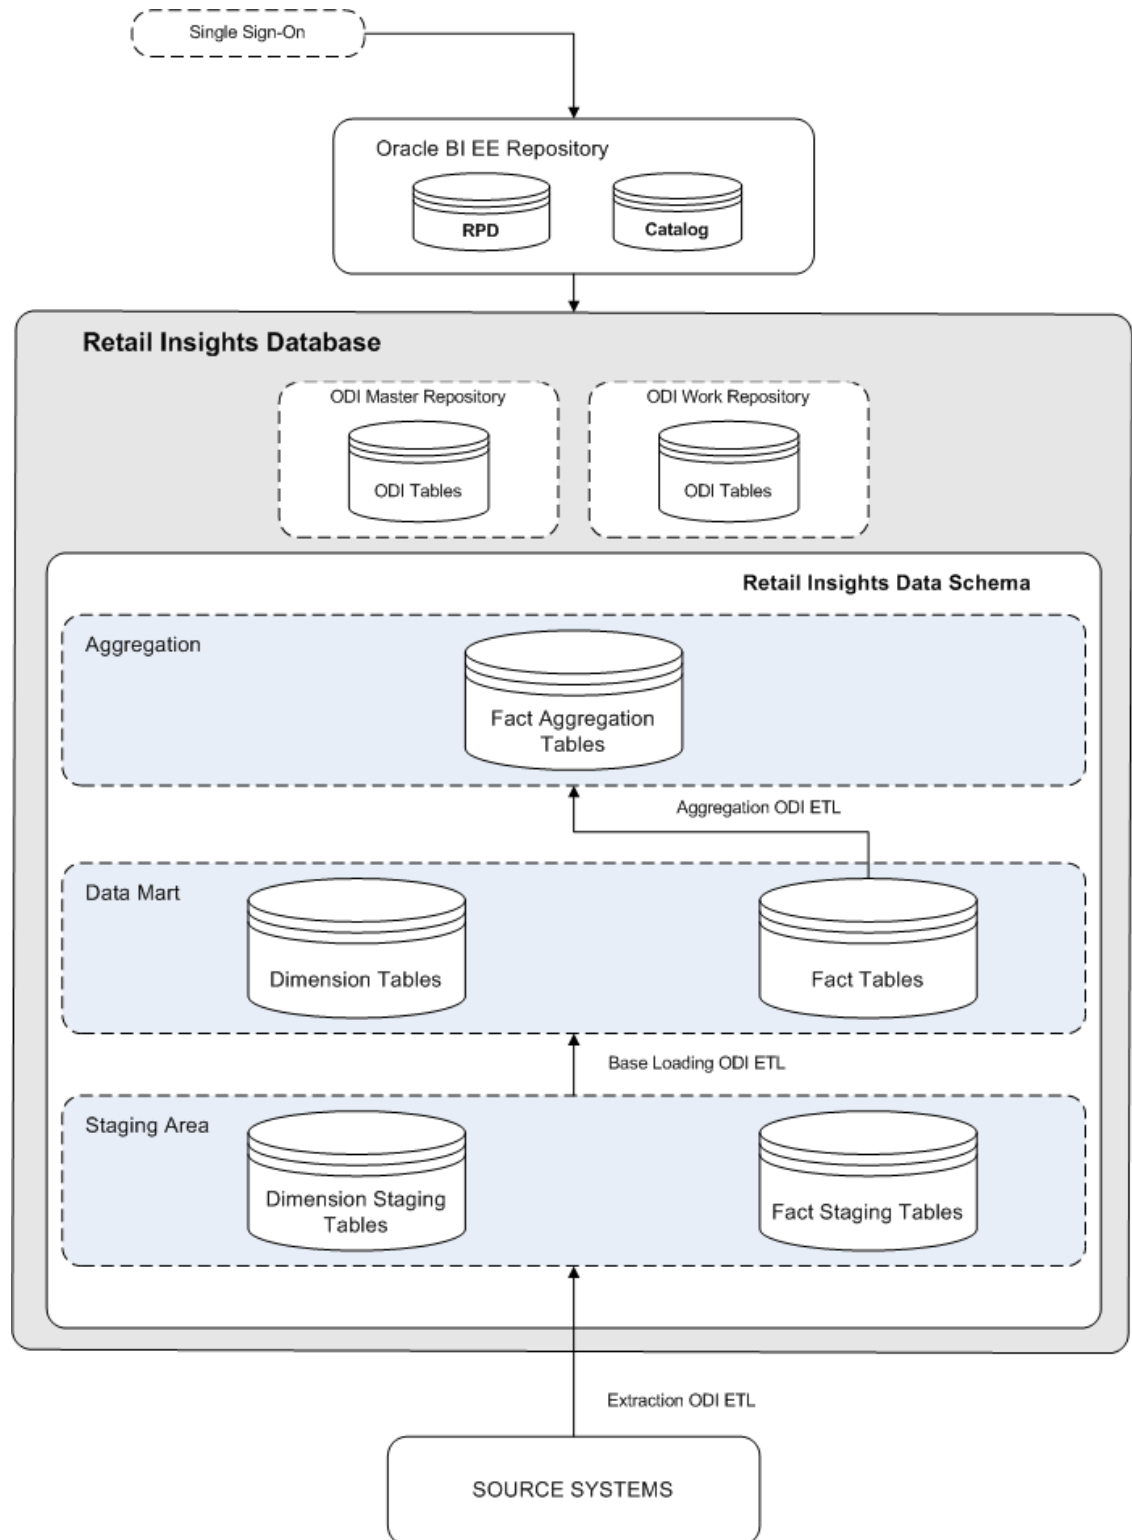 Single Sign-On
Oracle BI EE Repository
RPD
Catalog
Retail Insights Database
ODI Master Repository
ODI Work Repository
ODI Tables
ODI Tables
Retail Insights Data Schema
Aggregation
Fact Aggregation
Tables
Aggregation ODI ETL
Data Mart
Dimension Tables
Fact Tables
Base Loading ODI ETL
Staging Area
Dimension Staging
Tables
Fact Staging Tables
Extraction ODI ETL
SOURCE SYSTEMS